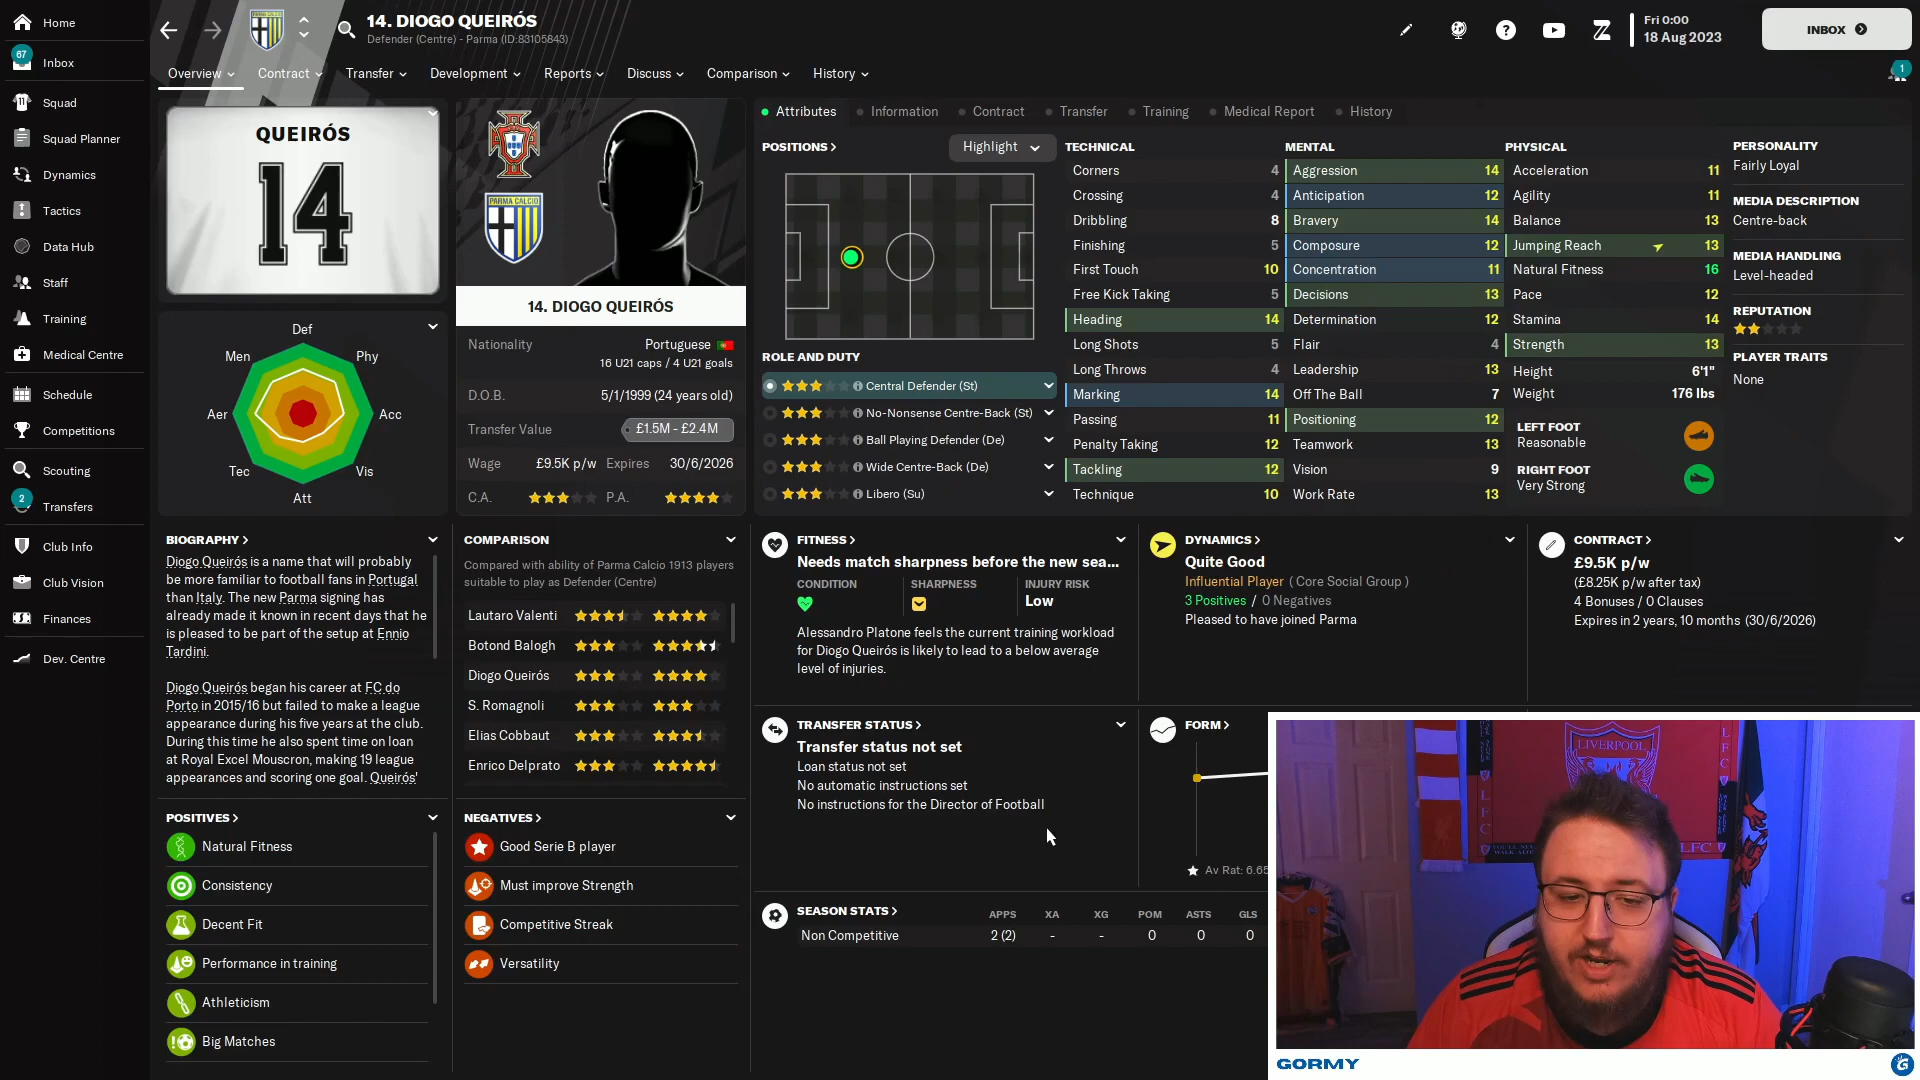 Home
Inbox
67
Squad
Squad Planner
Dynamics
Tactics
Data Hub
Staff
Training
Medical Centre
Schedule
Competitions
Scouting
2
Transfers
Club Info
Club Vision
Finances
Dev. Centre
14. DIOGO QUEIRÓS
Defender (Centre) - Parma (ID:83105843)
Fri 0:00
18 Aug 2023
INBOX
1
Overview Contract Transfer Development Reports Discuss Comparison History
QUEIRÓS
14
Def
Phy
Acc
Vis
Att
Tec
Aer
Men
PARMA CALCIO
14. DIOGO QUEIRÓS
Nationality Portuguese
16 U21 caps / 4 U21 goals
D.O.B. 5/1/1999 (24 years old)
Transfer Value £1.5M - £2.4M
Wage £9.5K p/w Expires 30/6/2026
C.A. P.A.
Attributes Information Contract Transfer Training Medical Report History
POSITIONS >
Highlight
ROLE AND DUTY
Central Defender (St)
No-Nonsense Centre-Back (St)
Ball Playing Defender (De)
Wide Centre-Back (De)
Libero (Su)
TECHNICAL
Corners 4
Crossing 4
Dribbling 8
Finishing 5
First Touch 10
Free Kick Taking 5
Heading 14
Long Shots 5
Long Throws 4
Marking 14
Passing 11
Penalty Taking 12
Tackling 12
Technique 10
MENTAL
Aggression 14
Anticipation 12
Bravery 14
Composure 12
Concentration 11
Decisions 13
Determination 12
Flair 4
Leadership 13
Off The Ball 7
Positioning 12
Teamwork 13
Vision 9
Work Rate 13
PHYSICAL
Acceleration 11
Agility 11
Balance 13
Jumping Reach 13
Natural Fitness 16
Pace 12
Stamina 14
Strength 13
Height 6'1"
Weight 176 lbs
LEFT FOOT
Reasonable
RIGHT FOOT
Very Strong
PERSONALITY
Fairly Loyal
MEDIA DESCRIPTION
Centre-back
MEDIA HANDLING
Level-headed
REPUTATION
PLAYER TRAITS
None
BIOGRAPHY >
Diogo Queirós is a name that will probably
be more familiar to football fans in Portugal
than Italy. The new Parma signing has
already made it known in recent days that he
is pleased to be part of the setup at Ennio
Tardini.
Diogo Queirós began his career at FC do
Porto in 2015/16 but failed to make a league
appearance during his five years at the club.
During this time he also spent time on loan
at Royal Excel Mouscron, making 19 league
appearances and scoring one goal. Queirós'
COMPARISON
Compared with ability of Parma Calcio 1913 players
suitable to play as Defender (Centre)
Lautaro Valenti
Botond Balogh
Diogo Queirós
S. Romagnoli
Elias Cobbaut
Enrico Delprato
FITNESS >
Needs match sharpness before the new sea...
CONDITION SHARPNESS INJURY RISK
Low
Alessandro Platone feels the current training workload
for Diogo Queirós is likely to lead to a below average
level of injuries.
DYNAMICS >
Quite Good
Influential Player ( Core Social Group )
3 Positives / 0 Negatives
Pleased to have joined Parma
CONTRACT >
£9.5K p/w
(£8.25K p/w after tax)
4 Bonuses / 0 Clauses
Expires in 2 years, 10 months (30/6/2026)
TRANSFER STATUS >
Transfer status not set
Loan status not set
No automatic instructions set
No instructions for the Director of Football
FORM >
Av Rat: 6.65
POSITIVES >
Natural Fitness
Consistency
Decent Fit
Performance in training
Athleticism
Big Matches
NEGATIVES >
Good Serie B player
Must improve Strength
Competitive Streak
Versatility
SEASON STATS > APPS XA XG POM ASTS GLS
Non Competitive 2 (2) - - 0 0 0
LIVERPOOL
LFC
GORMY